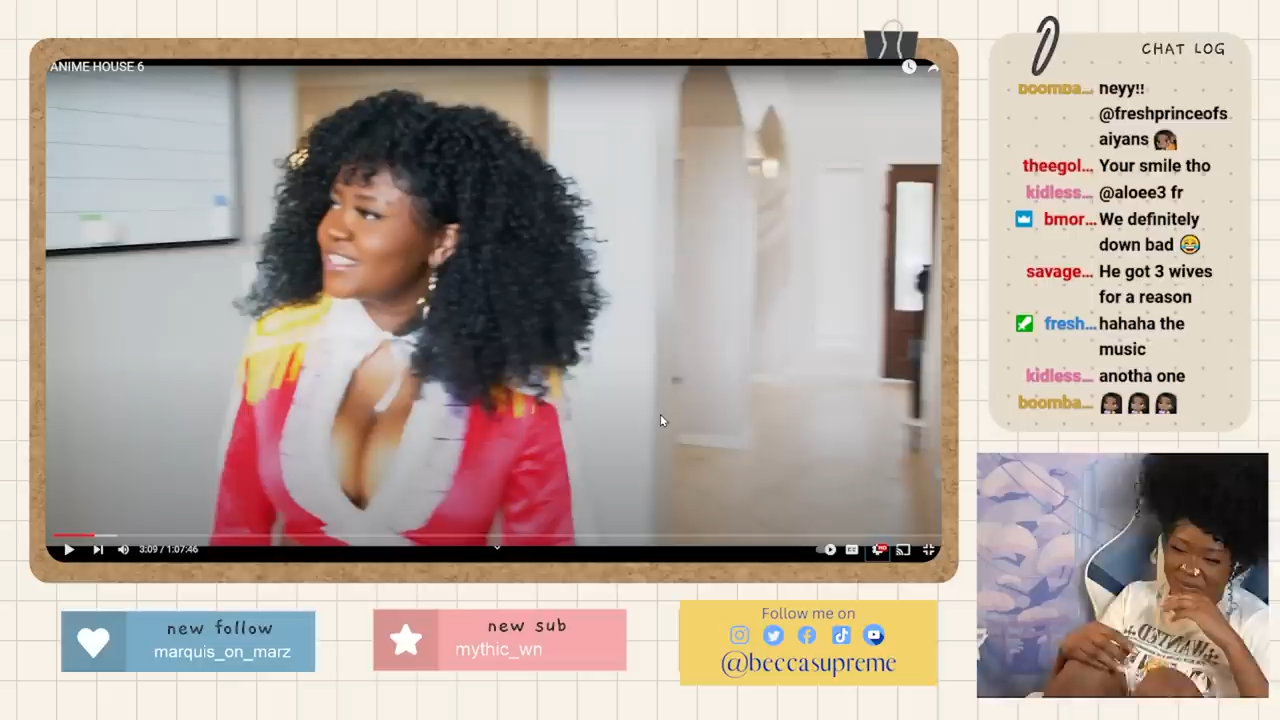 ANIME HOUSE 6
3:09 / 1:07:46
CHAT LOG
boomba... heyy!!
@freshprinceofs
aiyans
theegol... Your smile tho
kidless... @aloee3 fr
bmor... We definitely
down bad 😂
savage... He got 3 wives
for a reason
fresh... hahaha the
music
kidless... anotha one
boomba...
new follow
marquis_on_marz
new sub
mythic_wn
Follow me on
@beccasupreme
WANTED